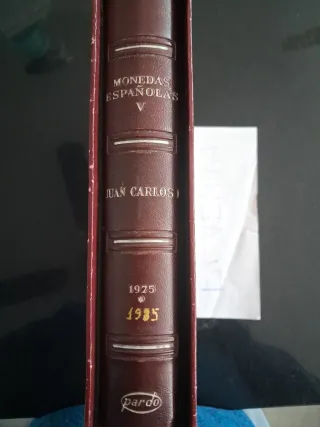 MONEDAS
ESPAÑOLAS
V
JUAN CARLOS I
1975
1985
pardo